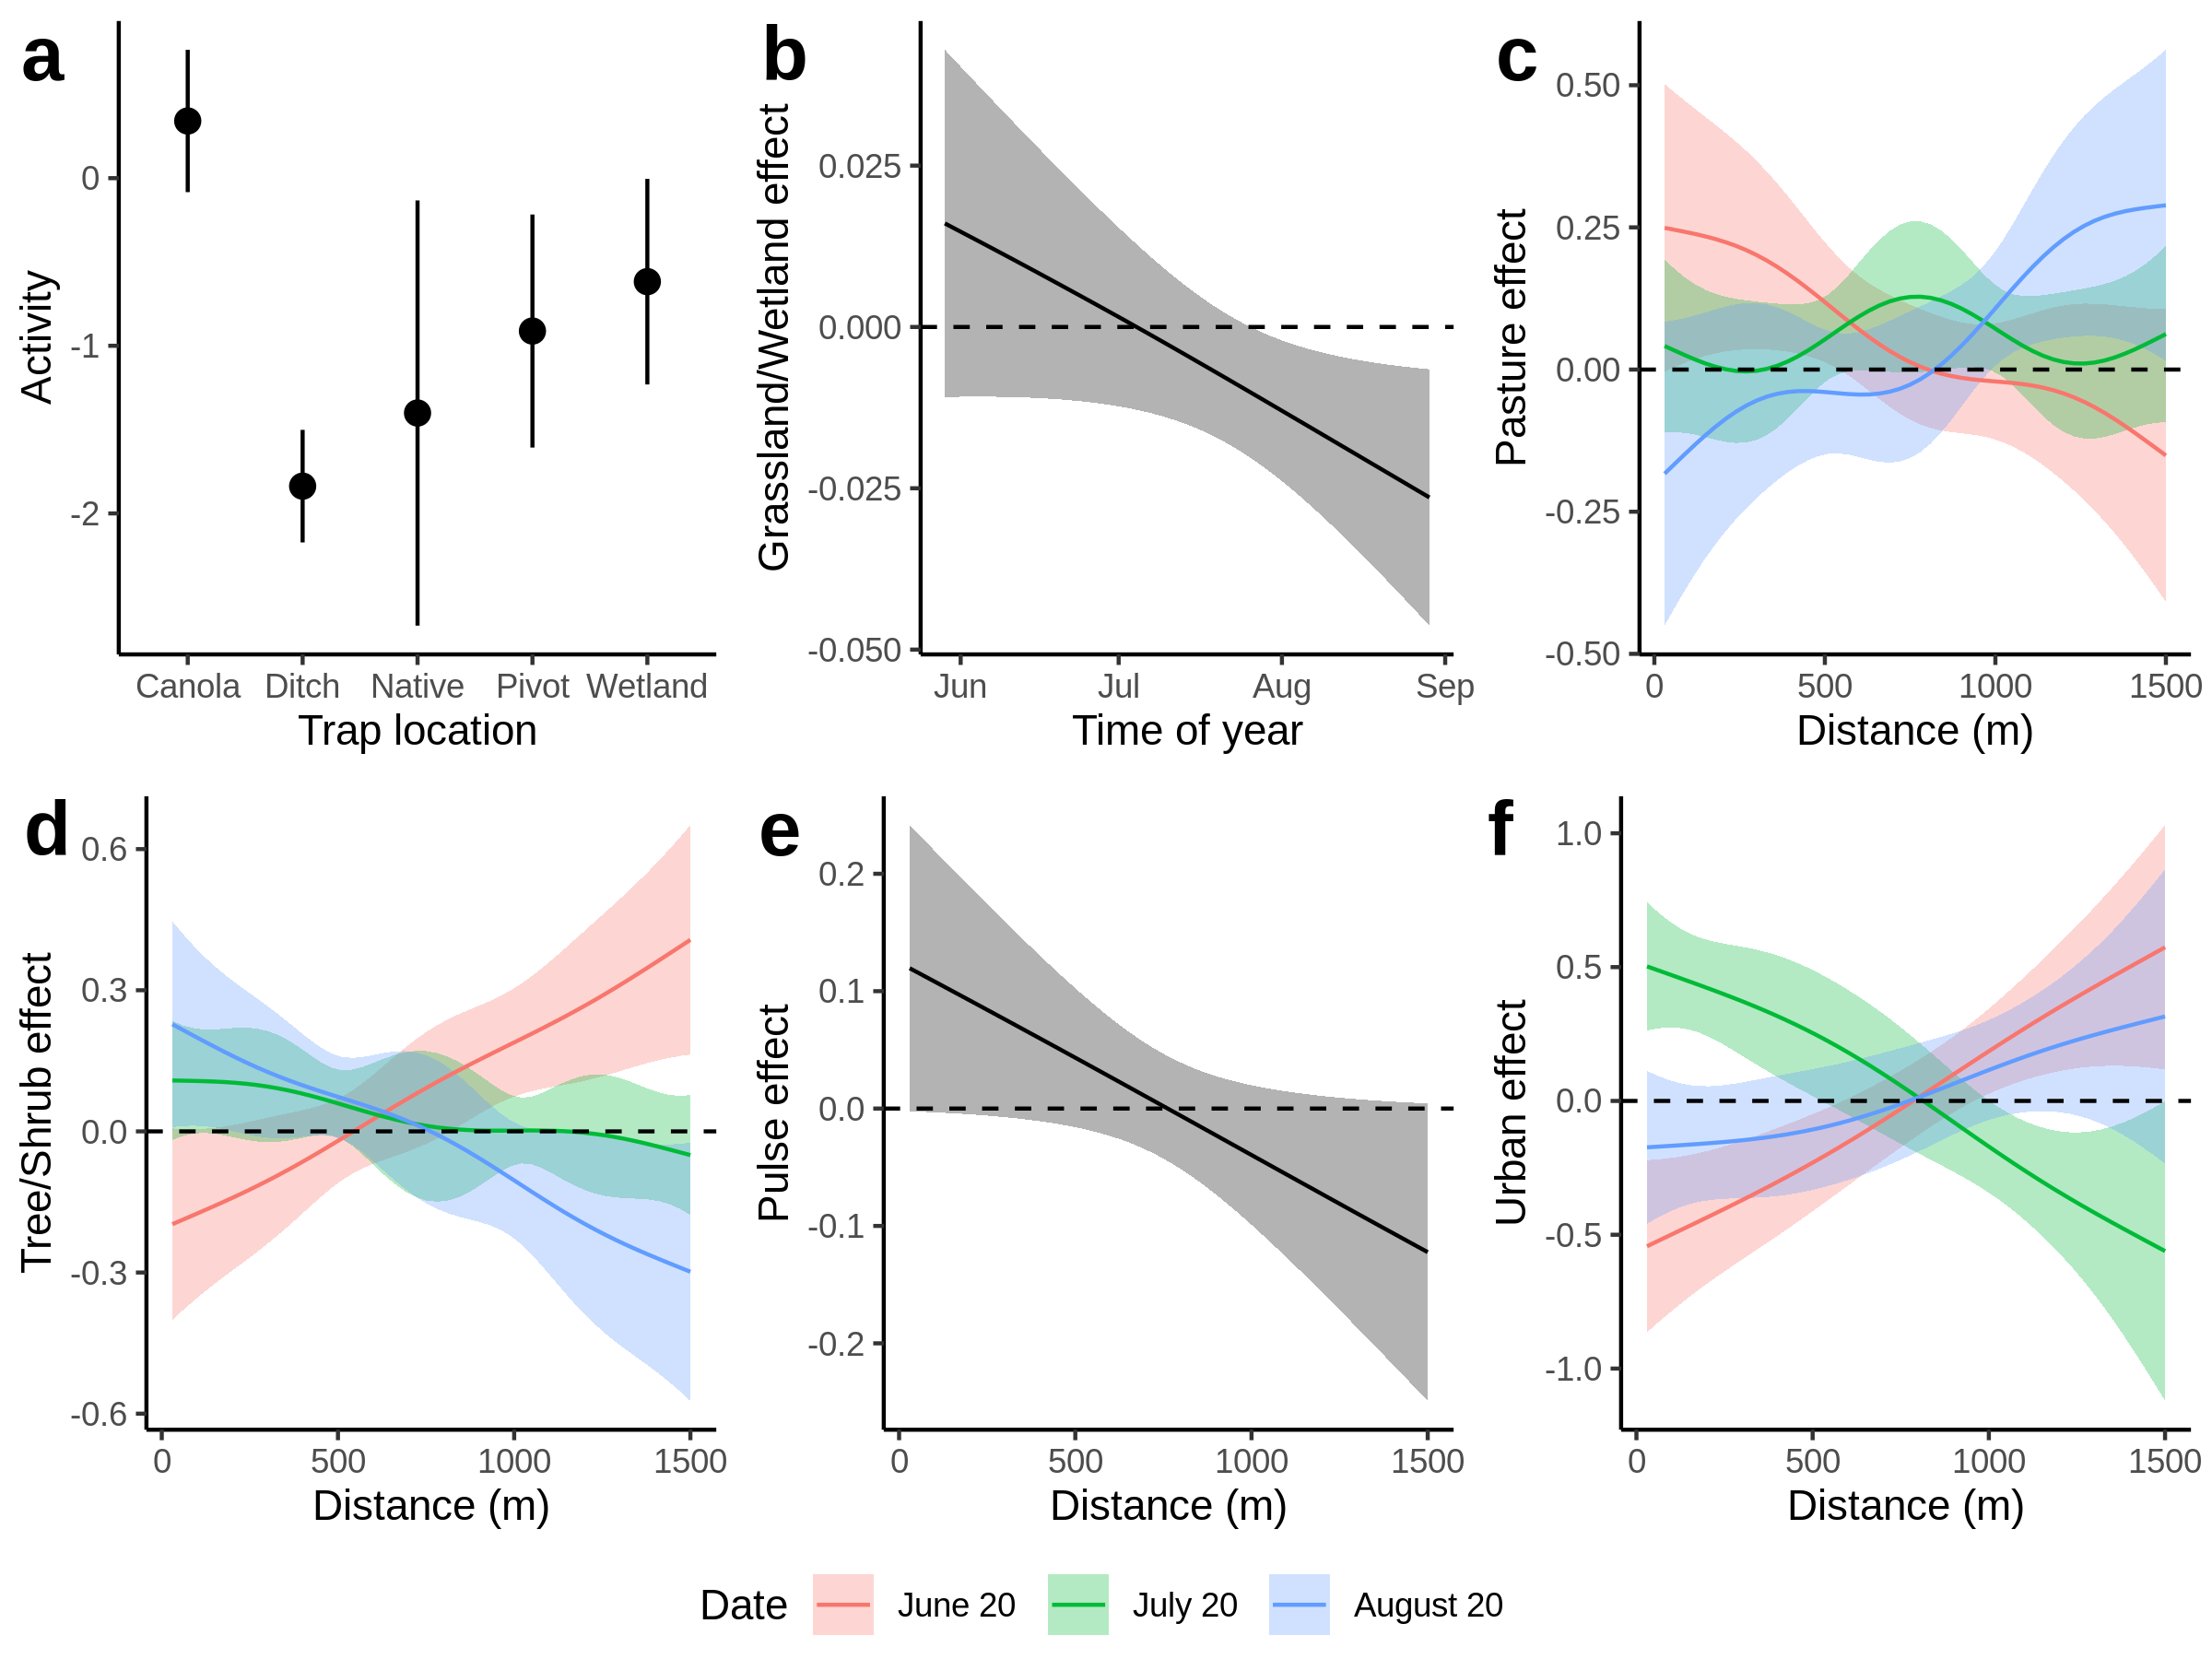 a
Activity
0
-1
-2
Canola Ditch Native Pivot Wetland
Trap location
b
Grassland/Wetland effect
0.025
0.000
-0.025
-0.050
Jun Jul Aug Sep
Time of year
c
Pasture effect
0.50
0.25
0.00
-0.25
-0.50
0 500 1000 1500
Distance (m)
d
Tree/Shrub effect
0.6
0.3
0.0
-0.3
-0.6
0 500 1000 1500
Distance (m)
e
Pulse effect
0.2
0.1
0.0
-0.1
-0.2
0 500 1000 1500
Distance (m)
f
Urban effect
1.0
0.5
0.0
-0.5
-1.0
0 500 1000 1500
Distance (m)
Date June 20 July 20 August 20